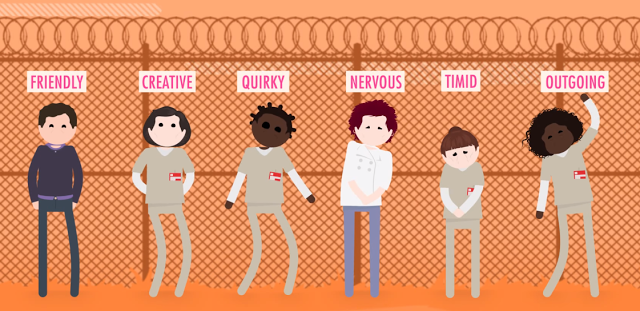 FRIENDLY
CREATIVE
QUIRKY
NERVOUS
TIMID
OUTGOING